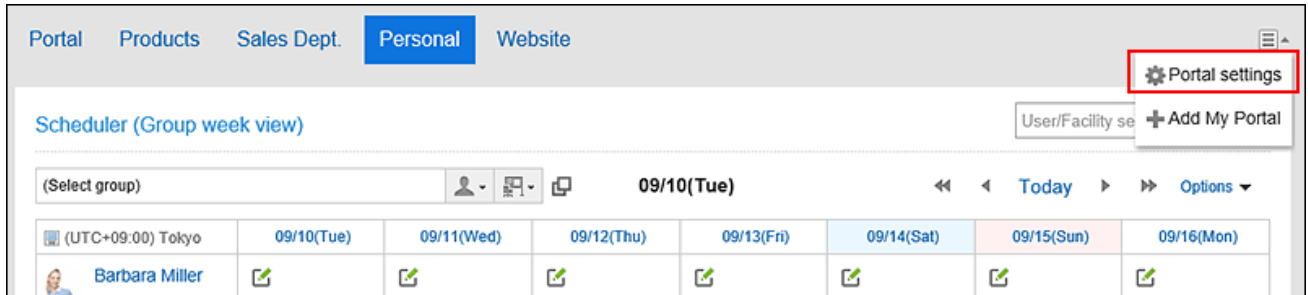 Portal Products Sales Dept. Personal Website
Portal settings
Add My Portal
Scheduler (Group week view)
User/Facility se
(Select group) 09/10(Tue) Today Options
(UTC+09:00) Tokyo 09/10(Tue) 09/11(Wed) 09/12(Thu) 09/13(Fri) 09/14(Sat) 09/15(Sun) 09/16(Mon)
Barbara Miller